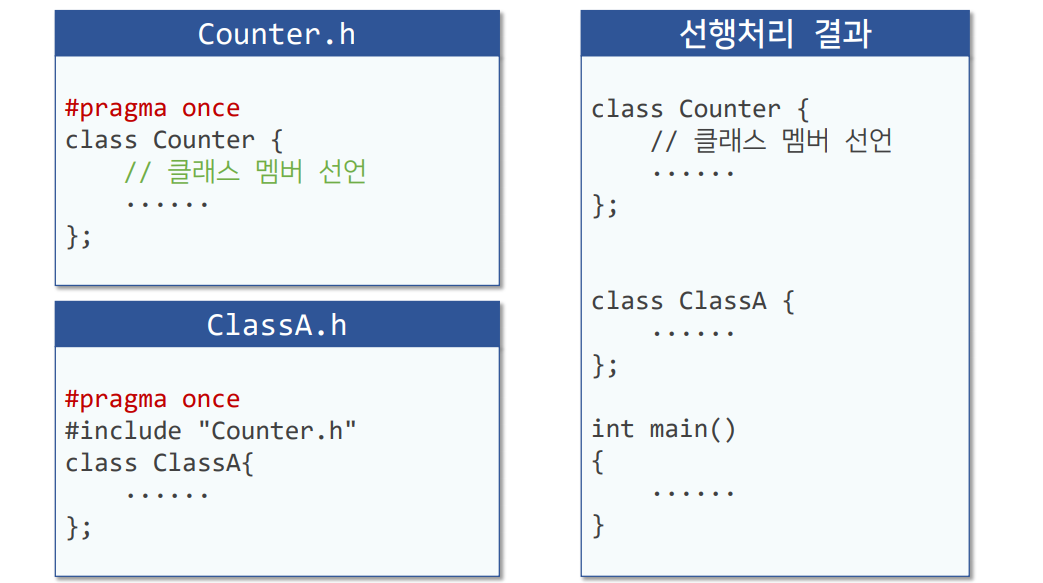 Counter.h
#pragma once
class Counter {
// 클래스 멤버 선언
······
};
ClassA.h
#pragma once
#include "Counter.h"
class ClassA{
······
};
선행처리 결과
class Counter {
// 클래스 멤버 선언
······
};
class ClassA {
······
};
int main()
{
······
}